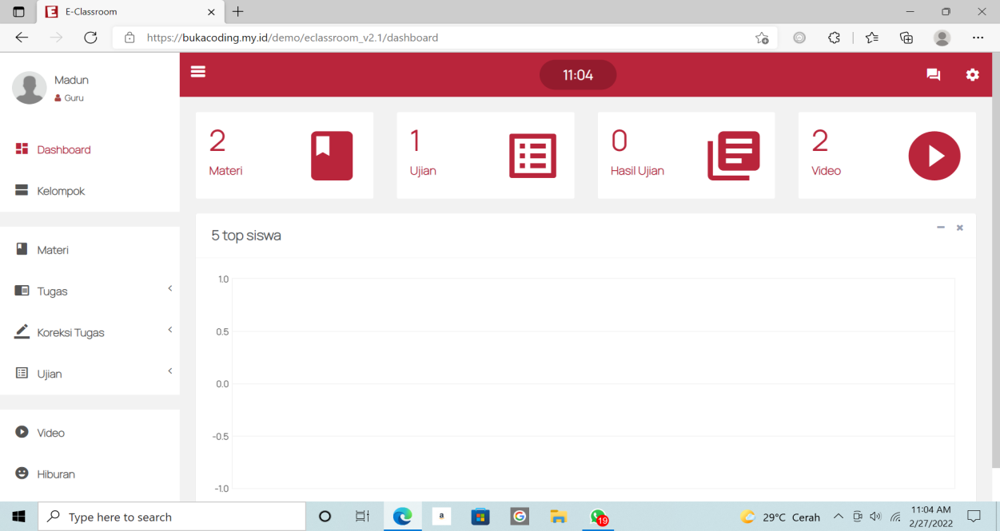 E-Classroom
https://bukacoding.my.id/demo/eclassroom_v2.1/dashboard
Madun
Guru
11:04
Dashboard
Kelompok
Materi
Tugas
Koreksi Tugas
Ujian
Video
Hiburan
2
Materi
1
Ujian
0
Hasil Ujian
2
Video
5 top siswa
1.0
0.5
0.0
-0.5
-1.0
Type here to search
a
G
19
29°C Cerah
11:04 AM
2/27/2022